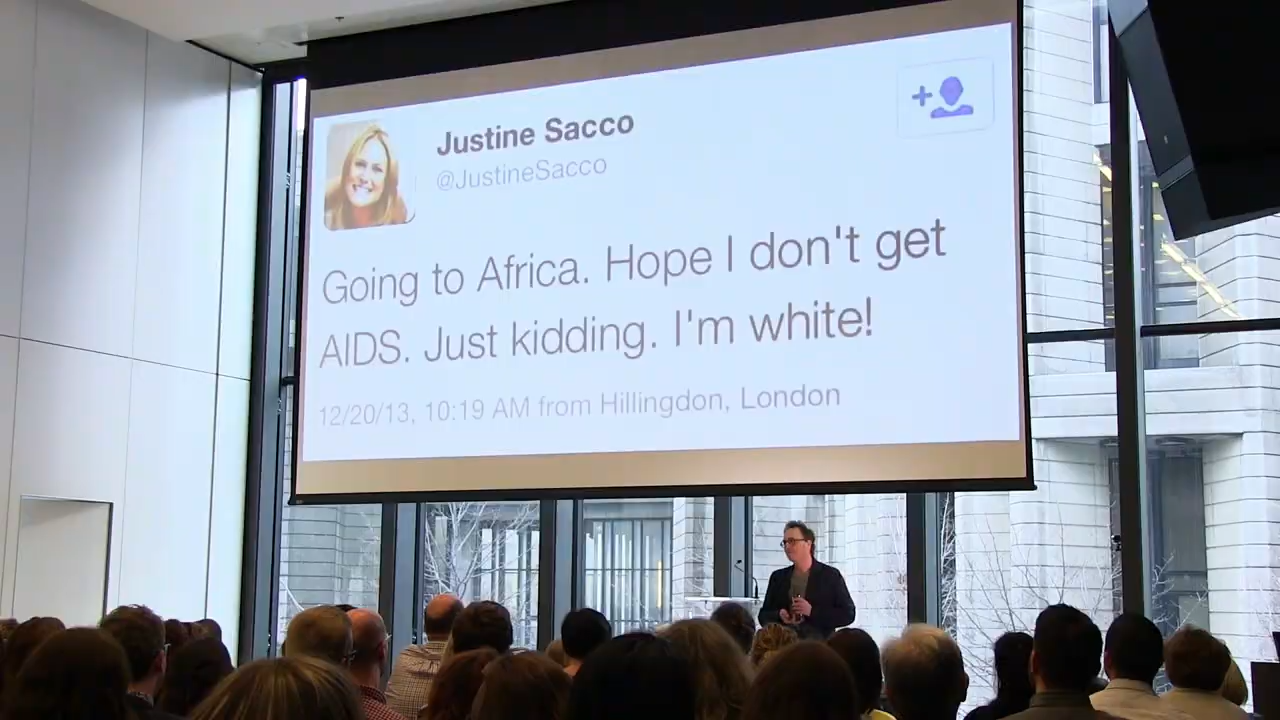 Justine Sacco
@JustineSacco
Going to Africa. Hope I don't get
AIDS. Just kidding. I'm white!
12/20/13, 10:19 AM from Hillingdon, London